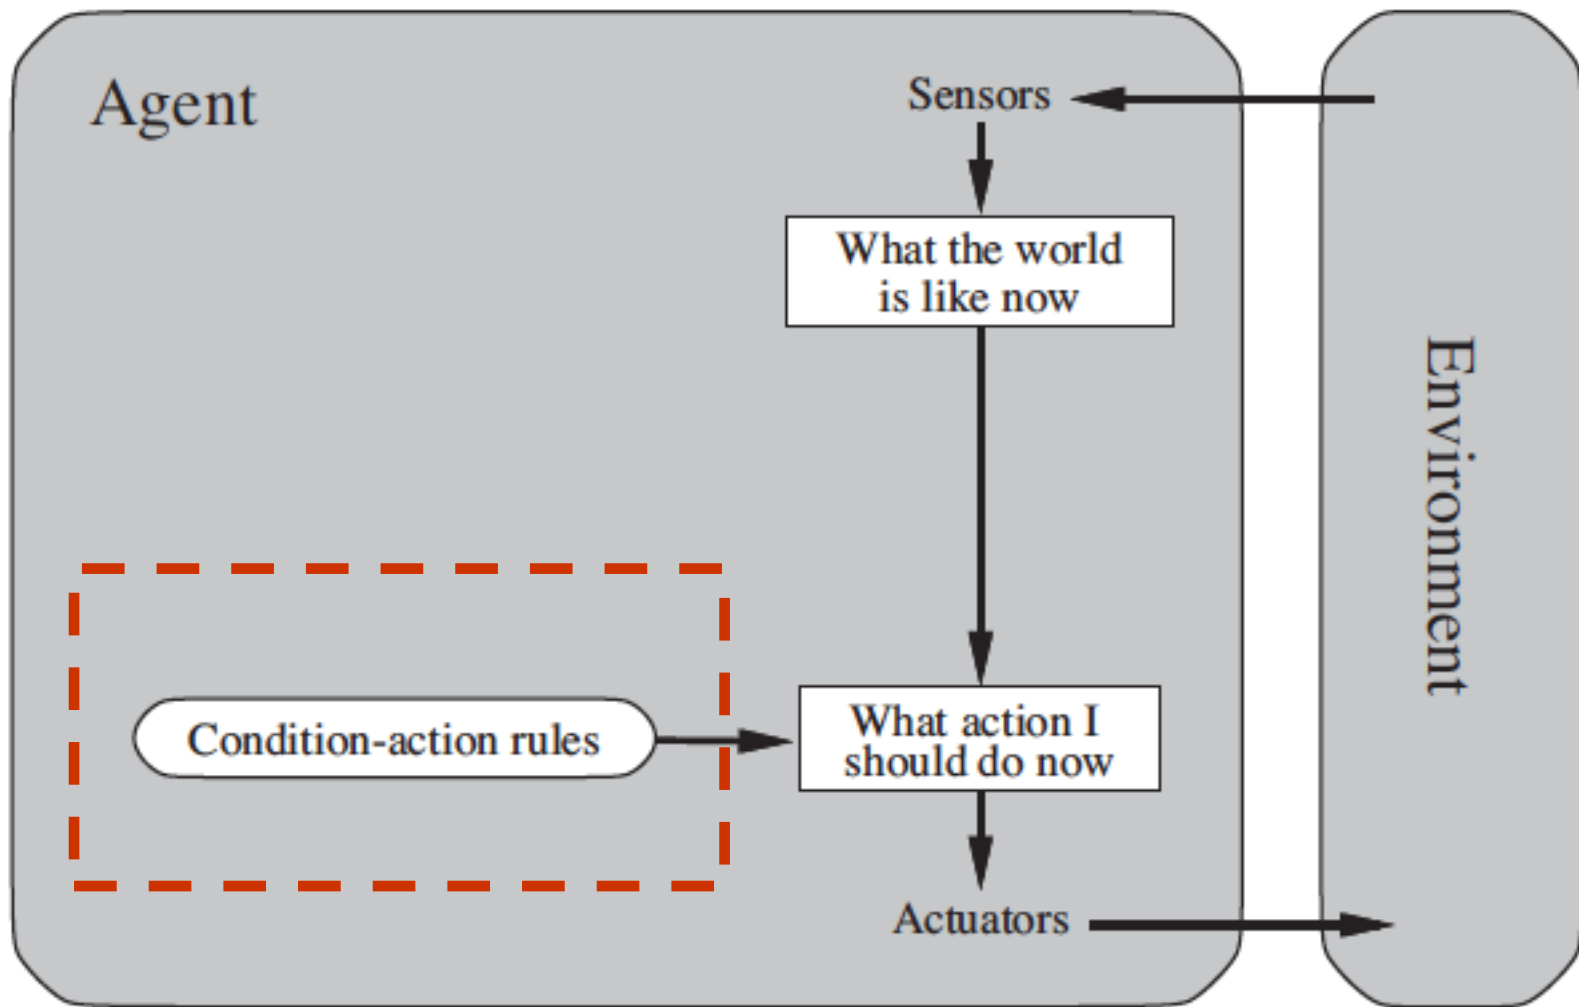 Agent
Sensors
What the world
is like now
Environment
Condition-action rules
What action I
should do now
Actuators